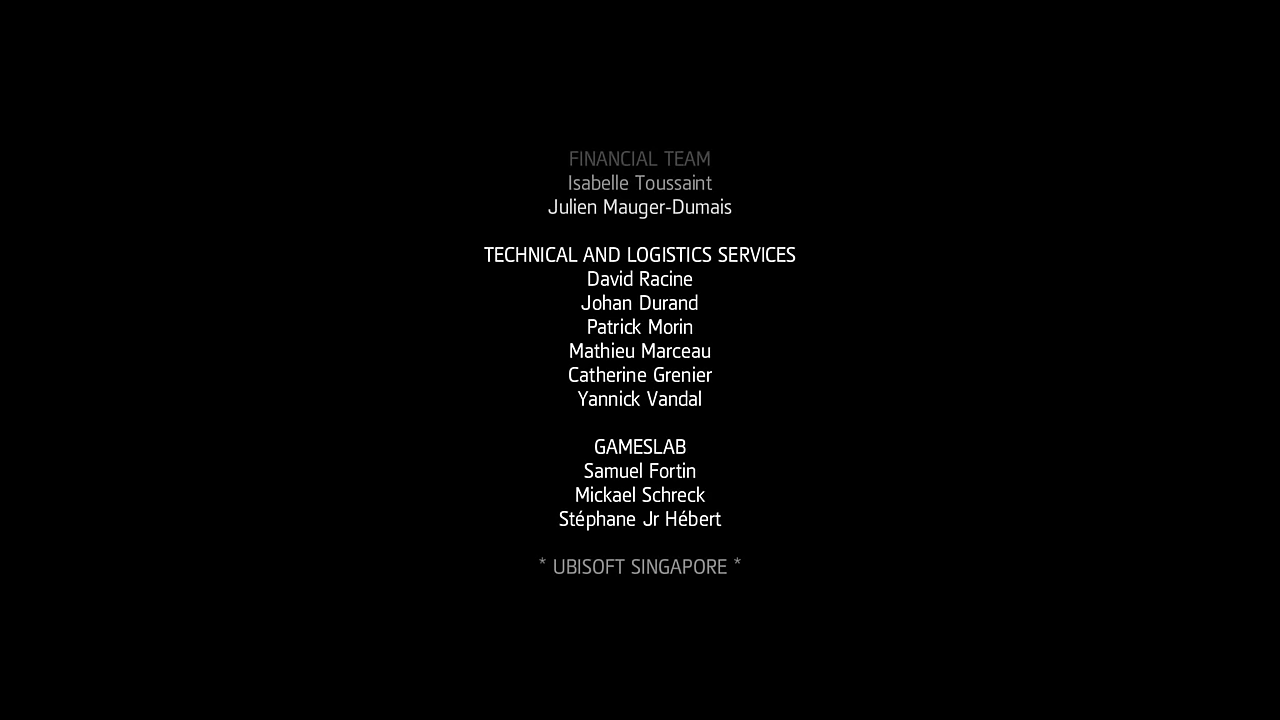 FINANCIAL TEAM
Isabelle Toussaint
Julien Mauger-Dumais
TECHNICAL AND LOGISTICS SERVICES
David Racine
Johan Durand
Patrick Morin
Mathieu Marceau
Catherine Grenier
Yannick Vandal
GAMESLAB
Samuel Fortin
Mickael Schreck
Stéphane Jr Hébert
* UBISOFT SINGAPORE *